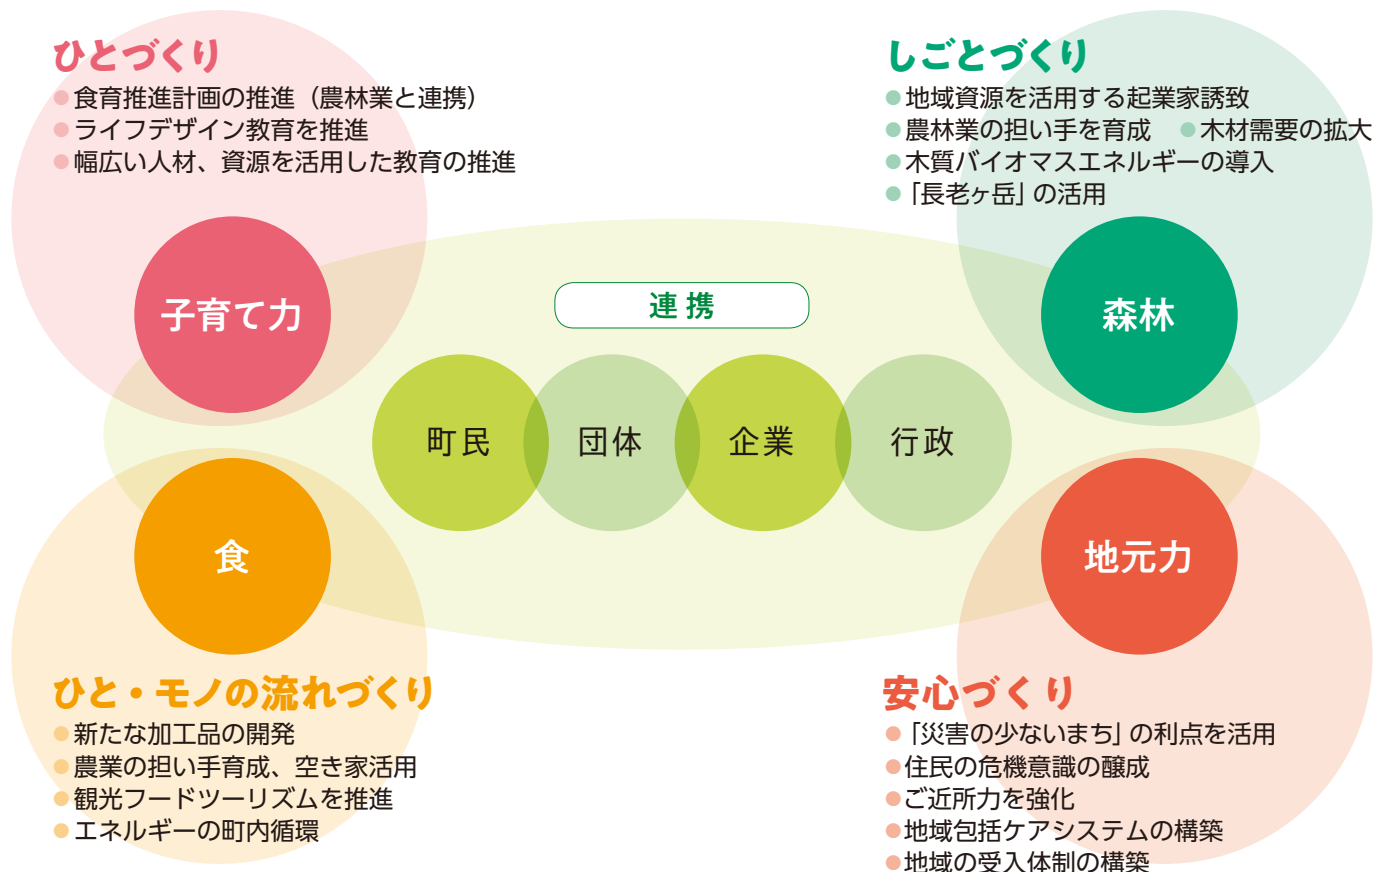 ひとづくり
●食育推進計画の推進（農林業と連携）
●ライフデザイン教育を推進
●幅広い人材、資源を活用した教育の推進
子育て力
しごとづくり
●地域資源を活用する起業家誘致
●農林業の担い手を育成　●木材需要の拡大
●木質バイオマスエネルギーの導入
●「長老ヶ岳」の活用
森林
連携
町民　団体　企業　行政
食
ひと・モノの流れづくり
●新たな加工品の開発
●農業の担い手育成、空き家活用
●観光フードツーリズムを推進
●エネルギーの町内循環
地元力
安心づくり
●「災害の少ないまち」の利点を活用
●住民の危機意識の醸成
●ご近所力を強化
●地域包括ケアシステムの構築
●地域の受入体制の構築